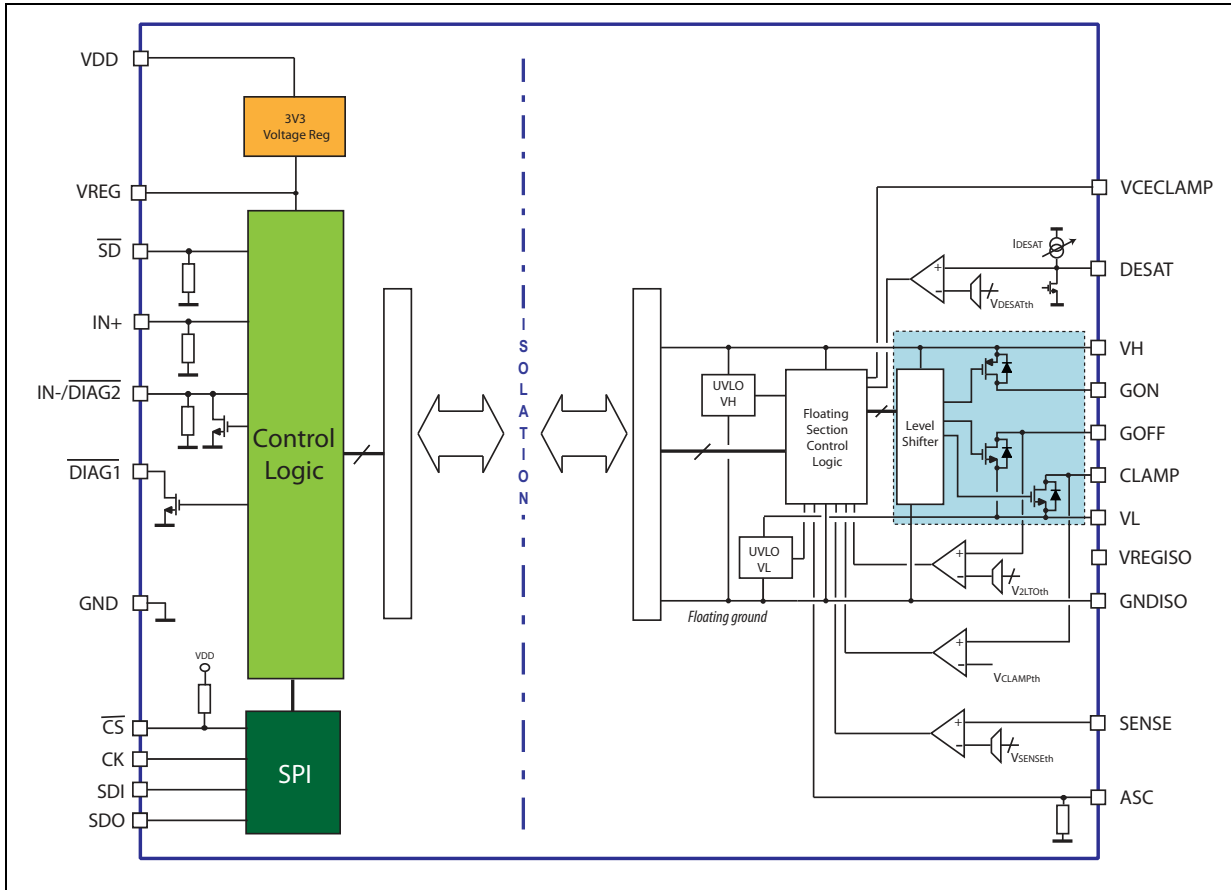 VDD
3V3
Voltage Reg
VREG
SD
IN+
IN-/DIAG2
DIAG1
GND
Control
Logic
VDD
CS
CK
SDI
SDO
SPI
ISOLATION
VCECLAMP
IDESAT
DESAT
VDESATth
VH
GON
GOFF
CLAMP
VL
VREGISO
GNDISO
SENSE
ASC
UVLO
VH
Floating
Section
Control
Logic
Level
Shifter
UVLO
VL
V2LTOth
Floating ground
VCLAMPth
VSENSEth